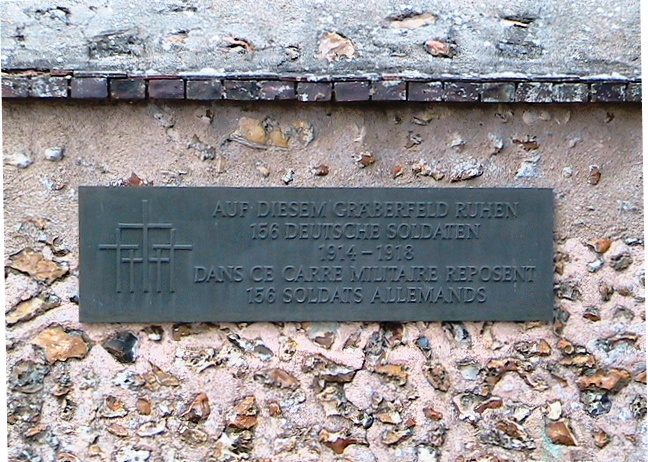 AUF DIESEM GRÄBERFELD RUHEN
156 DEUTSCHE SOLDATEN
1914 – 1918
DANS CE CARRE MILITAIRE REPOSENT
156 SOLDATS ALLEMANDS